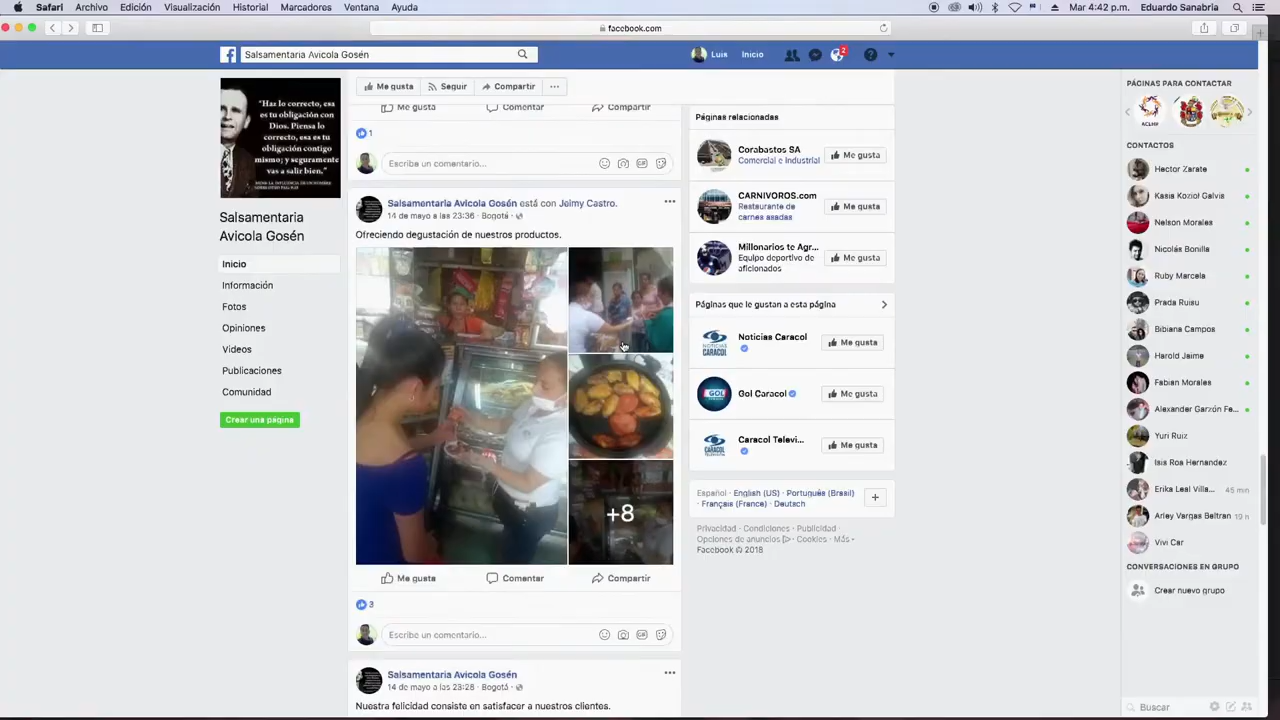 Safari Archivo Edición Visualización Historial Marcadores Ventana Ayuda
Mar 4:42 p.m. Eduardo Sanabria
facebook.com
Salsamentaria Avicola Gosén
Luis Inicio 2
"Haz lo correcto, esa
es tu obligación con
Dios. Piensa lo
correcto, esa es tu
obligación contigo
mismo; y seguramente
vas a salir bien."
Salsamentaria
Avicola Gosén
Inicio
Información
Fotos
Opiniones
Videos
Publicaciones
Comunidad
Crear una página
Me gusta Seguir Compartir ...
Me gusta Comentar Compartir
1
Escribe un comentario...
Salsamentaria Avicola Gosén está con Jeimy Castro.
14 de mayo a las 23:36 · Bogotá ·
Ofreciendo degustación de nuestros productos.
+8
Me gusta Comentar Compartir
3
Escribe un comentario...
Salsamentaria Avicola Gosén
14 de mayo a las 23:28 · Bogotá ·
Nuestra felicidad consiste en satisfacer a nuestros clientes.
Páginas relacionadas
Corabastos SA
Comercial e Industrial
Me gusta
CARNIVOROS.com
Restaurante de
carnes asadas
Me gusta
Millonarios te Agr...
Equipo deportivo de
aficionados
Me gusta
Páginas que le gustan a esta página
Noticias Caracol
Me gusta
Gol Caracol
Me gusta
Caracol Televi...
Me gusta
Español · English (US) · Português (Brasil)
· Français (France) · Deutsch
Privacidad · Condiciones · Publicidad ·
Opciones de anuncios · Cookies · Más
Facebook © 2018
PÁGINAS PARA CONTACTAR
ACLHP
CONTACTOS
Hector Zarate
Kasia Kozioł Galvis
Nelson Morales
Nicolás Bonilla
Ruby Marcela
Prada Ruisu
Bibiana Campos
Harold Jaime
Fabian Morales
Alexander Garzón Fe...
Yuri Ruiz
Isis Roa Hernandez
Erika Leal Villa... 45 min
Arley Vargas Beltran 19 h
Vivi Car
CONVERSACIONES EN GRUPO
Crear nuevo grupo
Buscar